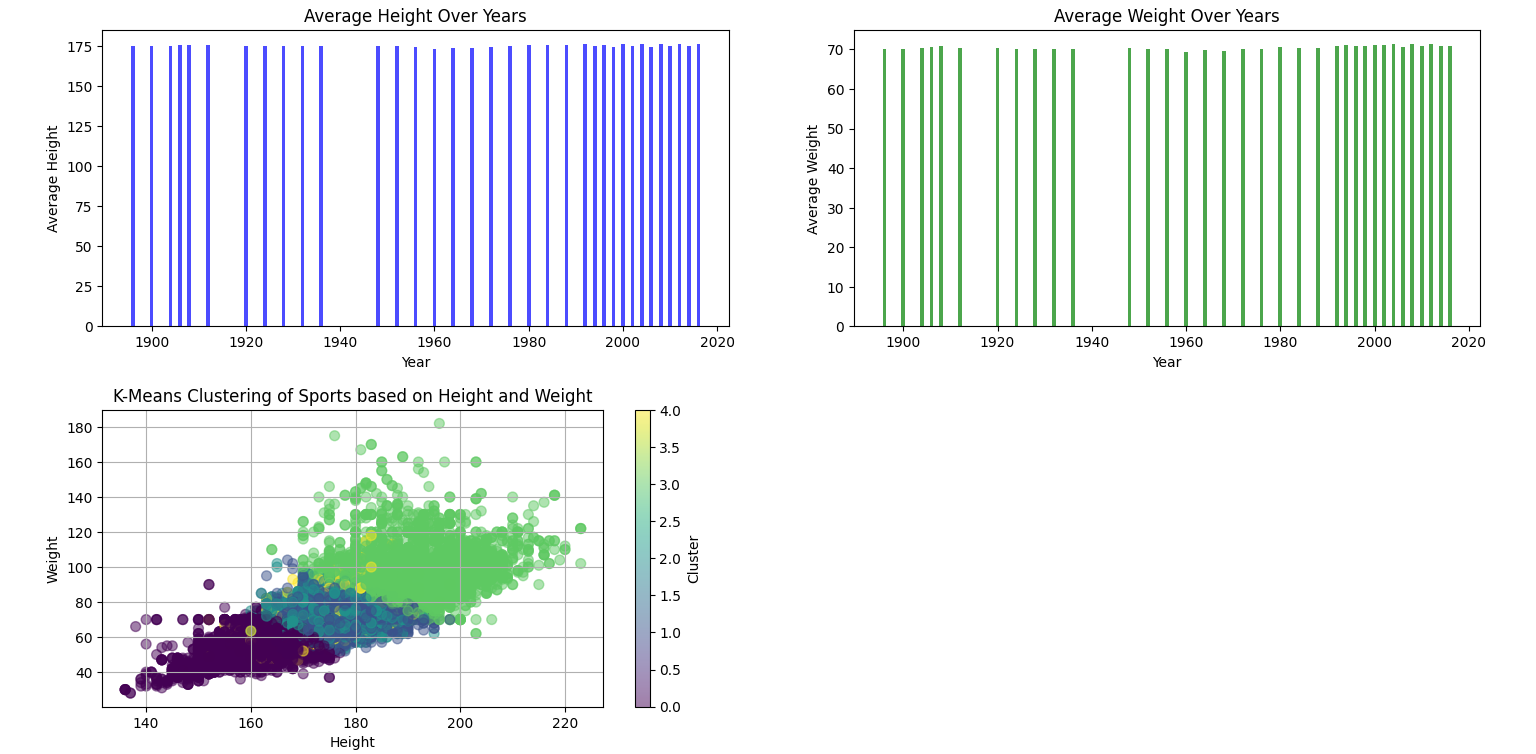 Average Height Over Years
175
150
125
100
75
50
25
0
Average Height
1900 1920 1940 1960 1980 2000 2020
Year
Average Weight Over Years
70
60
50
40
30
20
10
0
Average Weight
1900 1920 1940 1960 1980 2000 2020
Year
K-Means Clustering of Sports based on Height and Weight
180
160
140
120
100
80
60
40
Weight
140 160 180 200 220
Height
4.0
3.5
3.0
2.5
2.0
1.5
1.0
0.5
0.0
Cluster